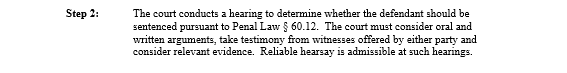 Step 2: The court conducts a hearing to determine whether the defendant should be
sentenced pursuant to Penal Law § 60.12. The court must consider oral and
written arguments, take testimony from witnesses offered by either party and
consider relevant evidence. Reliable hearsay is admissible at such hearings.